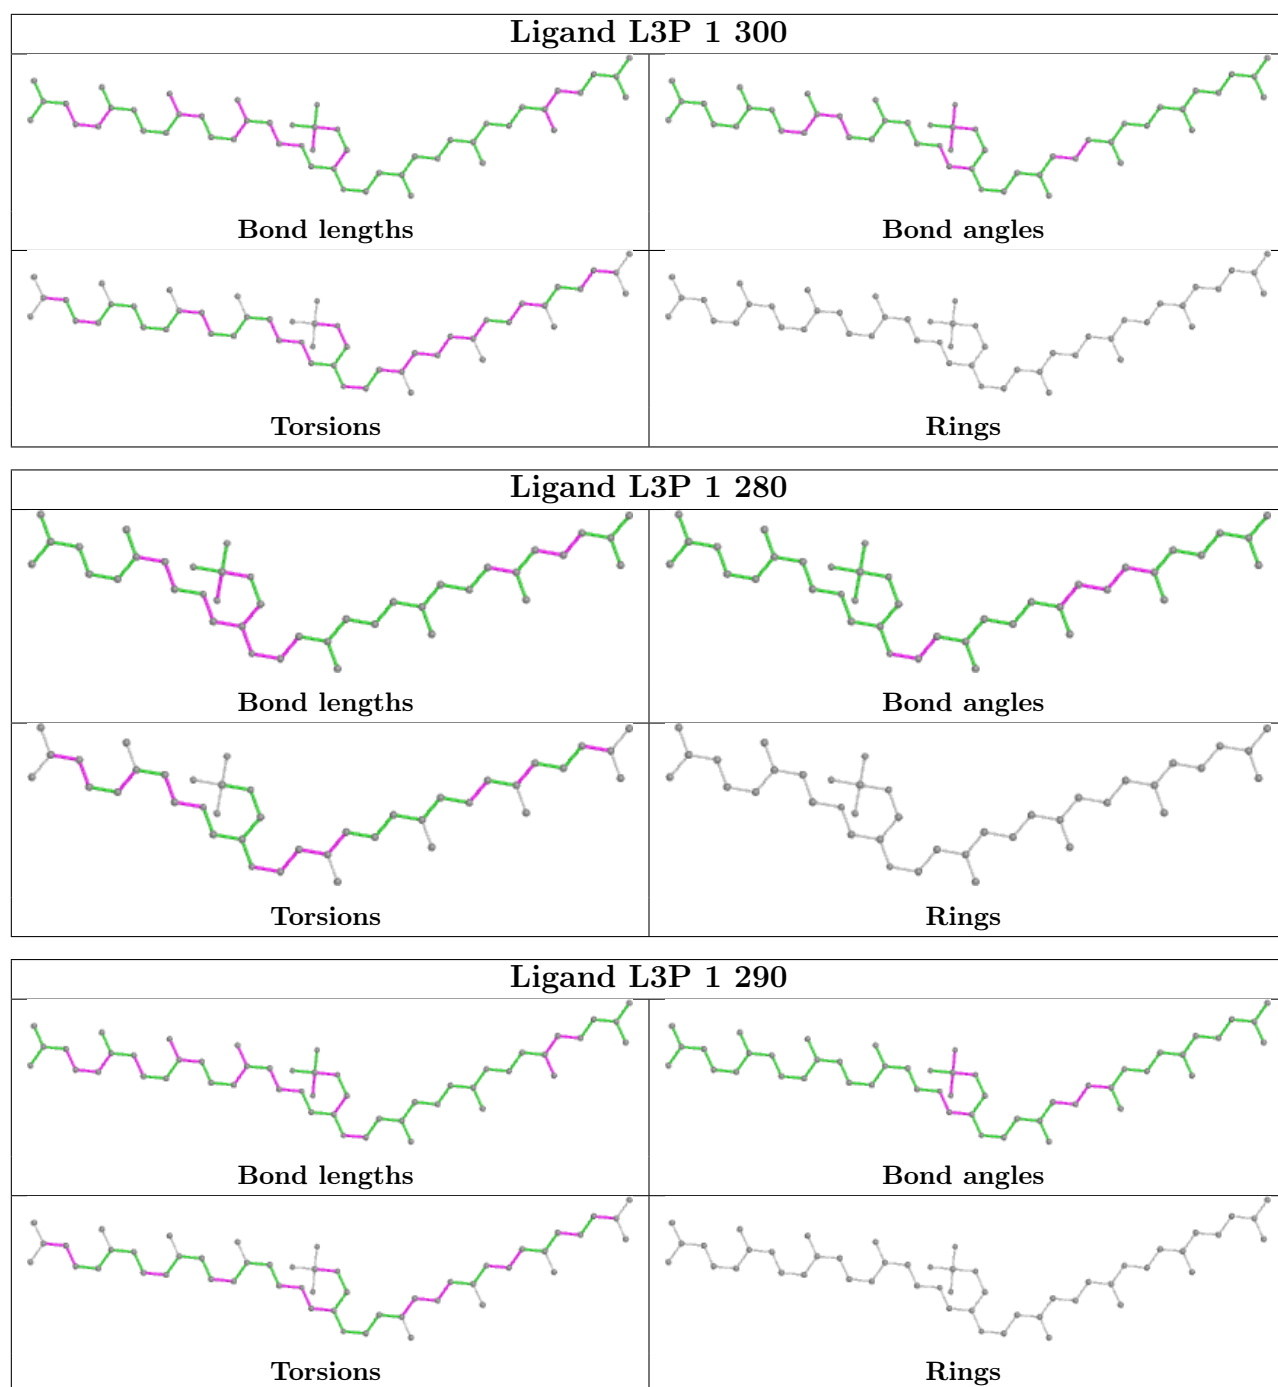 Ligand L3P 1 300
Bond lengths
Bond angles
Torsions
Rings
Ligand L3P 1 280
Bond lengths
Bond angles
Torsions
Rings
Ligand L3P 1 290
Bond lengths
Bond angles
Torsions
Rings